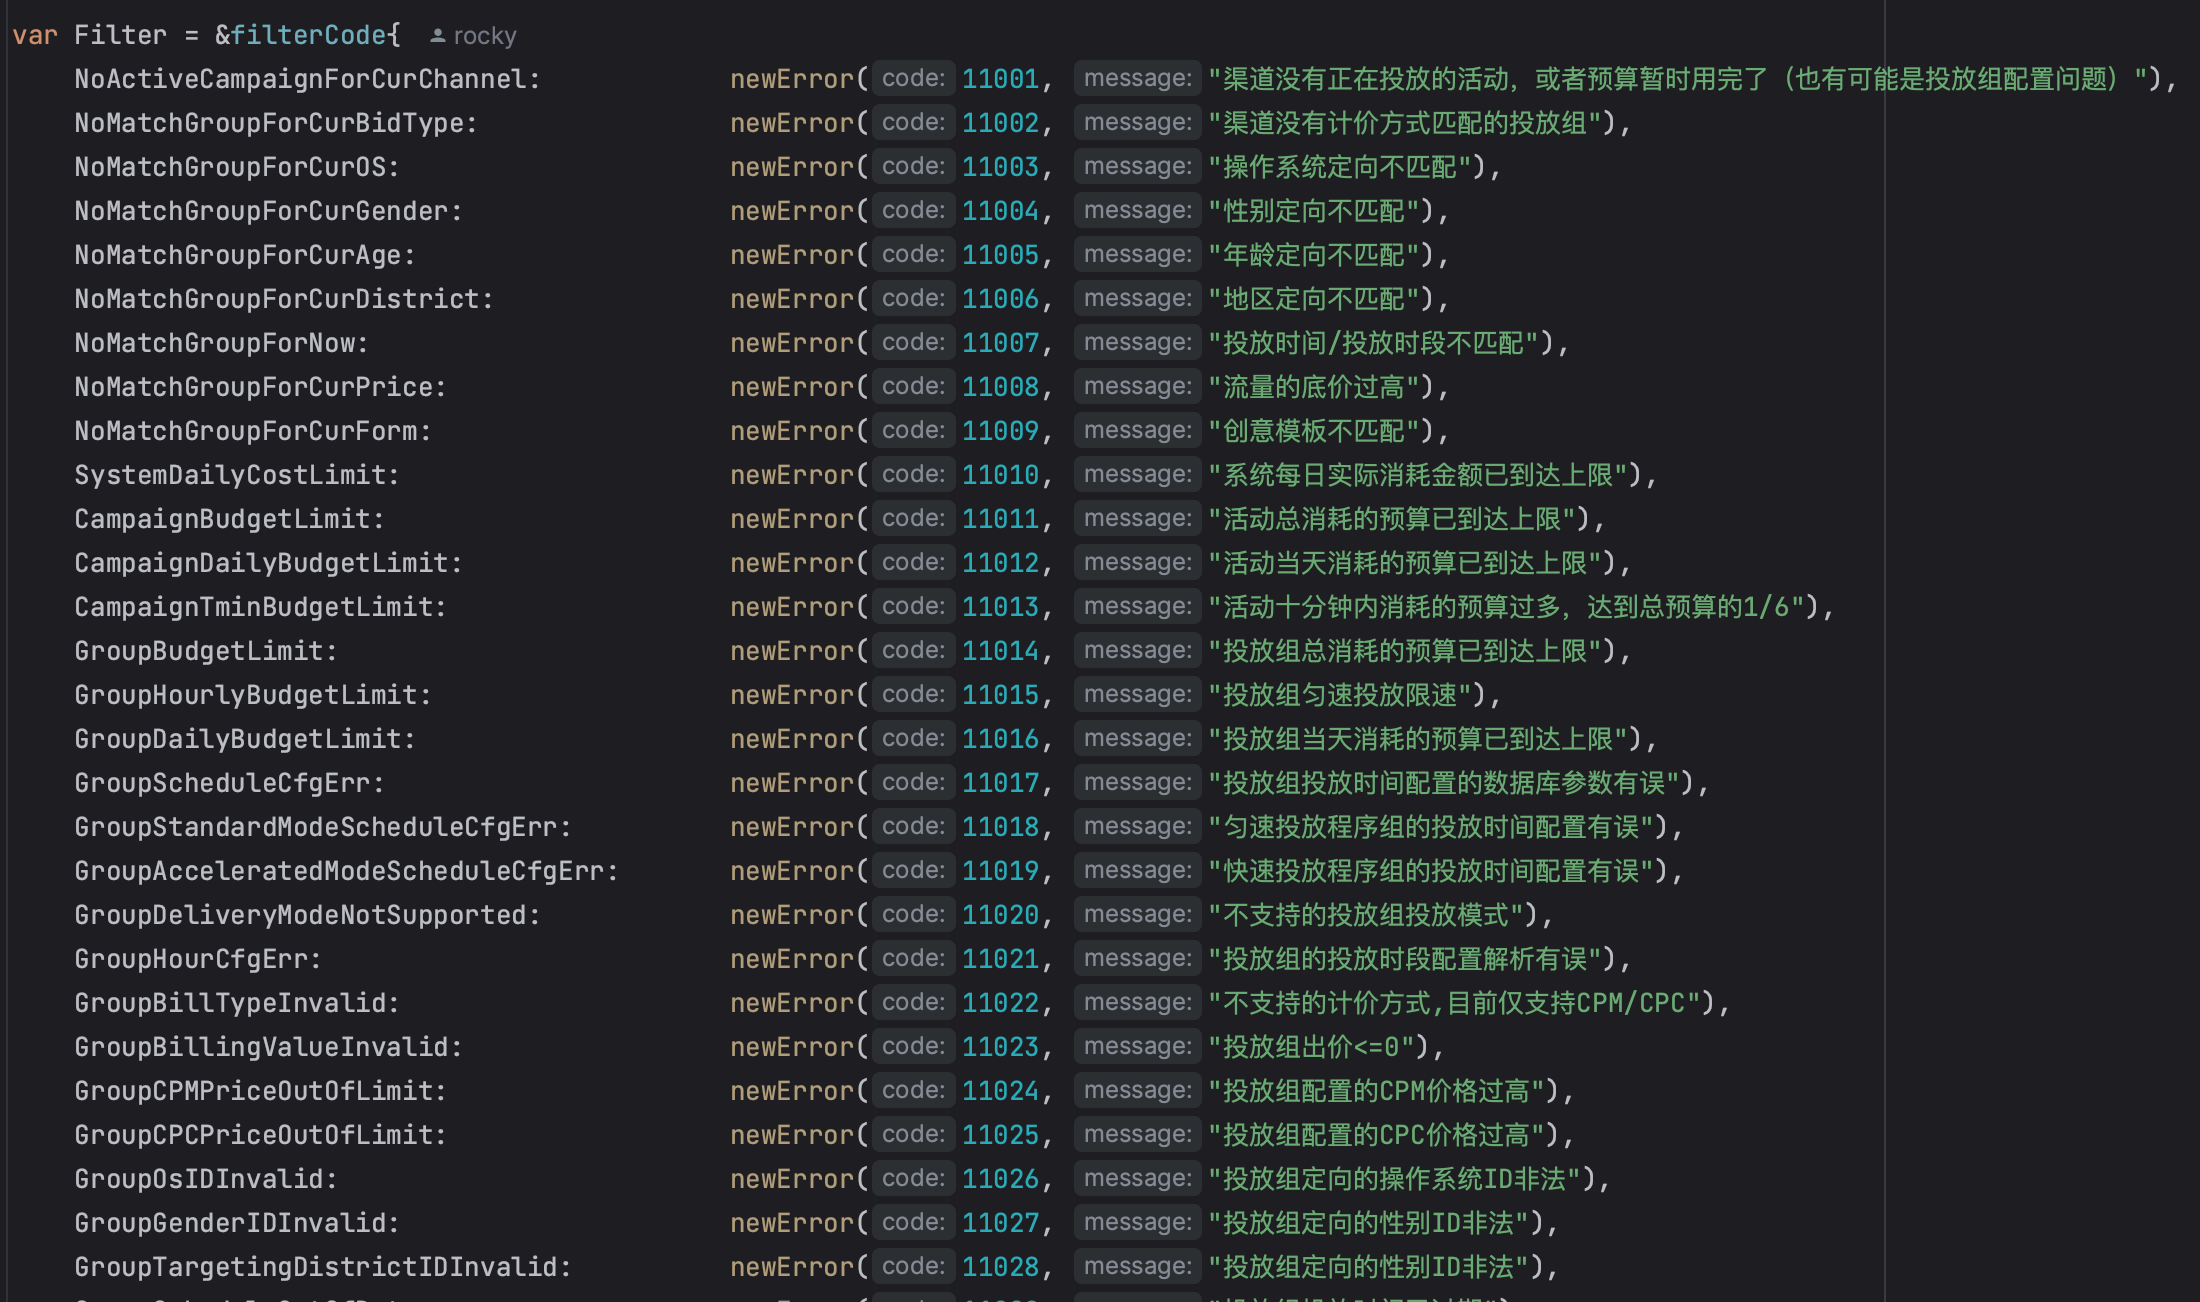 var Filter = &filterCode{ rocky
NoActiveCampaignForCurChannel: newError( code: 11001, message: "渠道没有正在投放的活动，或者预算暂时用完了（也有可能是投放组配置问题）"),
NoMatchGroupForCurBidType: newError( code: 11002, message: "渠道没有计价方式匹配的投放组"),
NoMatchGroupForCurOS: newError( code: 11003, message: "操作系统定向不匹配"),
NoMatchGroupForCurGender: newError( code: 11004, message: "性别定向不匹配"),
NoMatchGroupForCurAge: newError( code: 11005, message: "年龄定向不匹配"),
NoMatchGroupForCurDistrict: newError( code: 11006, message: "地区定向不匹配"),
NoMatchGroupForNow: newError( code: 11007, message: "投放时间/投放时段不匹配"),
NoMatchGroupForCurPrice: newError( code: 11008, message: "流量的底价过高"),
NoMatchGroupForCurForm: newError( code: 11009, message: "创意模板不匹配"),
SystemDailyCostLimit: newError( code: 11010, message: "系统每日实际消耗金额已到达上限"),
CampaignBudgetLimit: newError( code: 11011, message: "活动总消耗的预算已到达上限"),
CampaignDailyBudgetLimit: newError( code: 11012, message: "活动当天消耗的预算已到达上限"),
CampaignTminBudgetLimit: newError( code: 11013, message: "活动十分钟内消耗的预算过多，达到总预算的1/6"),
GroupBudgetLimit: newError( code: 11014, message: "投放组总消耗的预算已到达上限"),
GroupHourlyBudgetLimit: newError( code: 11015, message: "投放组匀速投放限速"),
GroupDailyBudgetLimit: newError( code: 11016, message: "投放组当天消耗的预算已到达上限"),
GroupScheduleCfgErr: newError( code: 11017, message: "投放组投放时间配置的数据库参数有误"),
GroupStandardModeScheduleCfgErr: newError( code: 11018, message: "匀速投放程序组的投放时间配置有误"),
GroupAcceleratedModeScheduleCfgErr: newError( code: 11019, message: "快速投放程序组的投放时间配置有误"),
GroupDeliveryModeNotSupported: newError( code: 11020, message: "不支持的投放组投放模式"),
GroupHourCfgErr: newError( code: 11021, message: "投放组的投放时段配置解析有误"),
GroupBillTypeInvalid: newError( code: 11022, message: "不支持的计价方式,目前仅支持CPM/CPC"),
GroupBillingValueInvalid: newError( code: 11023, message: "投放组出价<=0"),
GroupCPMPriceOutOfLimit: newError( code: 11024, message: "投放组配置的CPM价格过高"),
GroupCPCPriceOutOfLimit: newError( code: 11025, message: "投放组配置的CPC价格过高"),
GroupOsIDInvalid: newError( code: 11026, message: "投放组定向的操作系统ID非法"),
GroupGenderIDInvalid: newError( code: 11027, message: "投放组定向的性别ID非法"),
GroupTargetingDistrictIDInvalid: newError( code: 11028, message: "投放组定向的性别ID非法"),